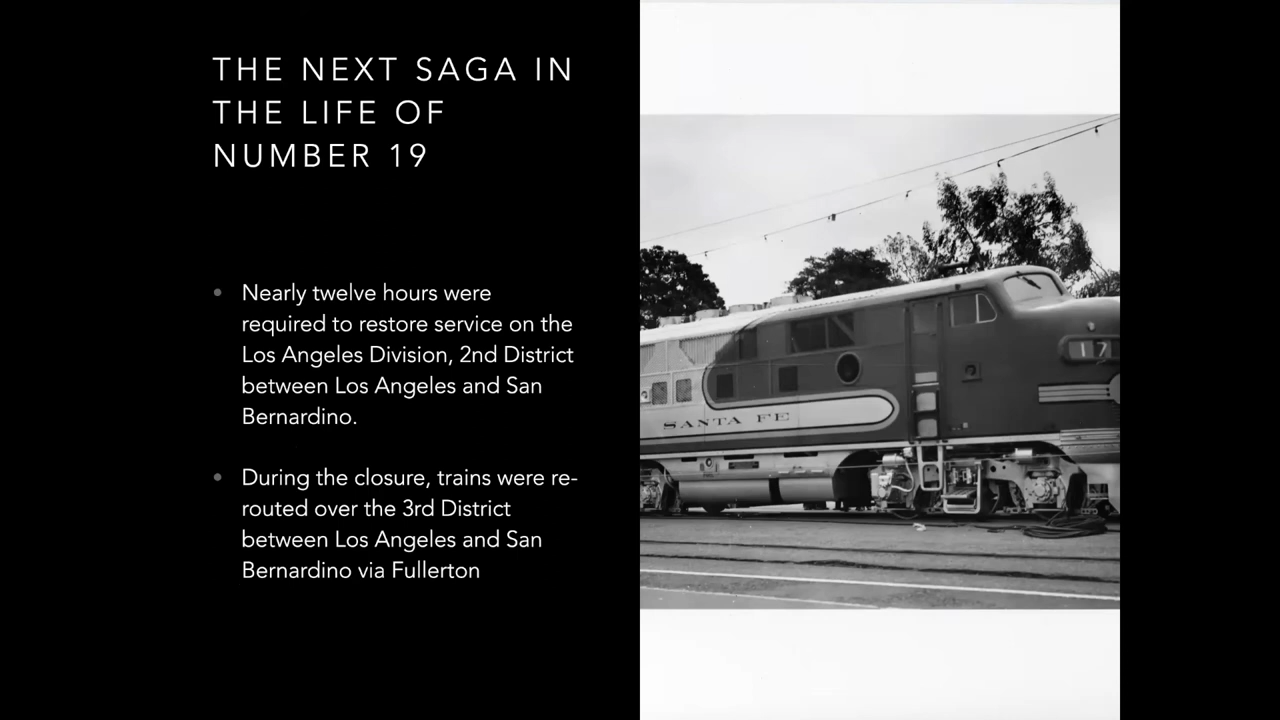 THE NEXT SAGA IN
THE LIFE OF
NUMBER 19
• Nearly twelve hours were
required to restore service on the
Los Angeles Division, 2nd District
between Los Angeles and San
Bernardino.
• During the closure, trains were re-
routed over the 3rd District
between Los Angeles and San
Bernardino via Fullerton
17
SANTA FE